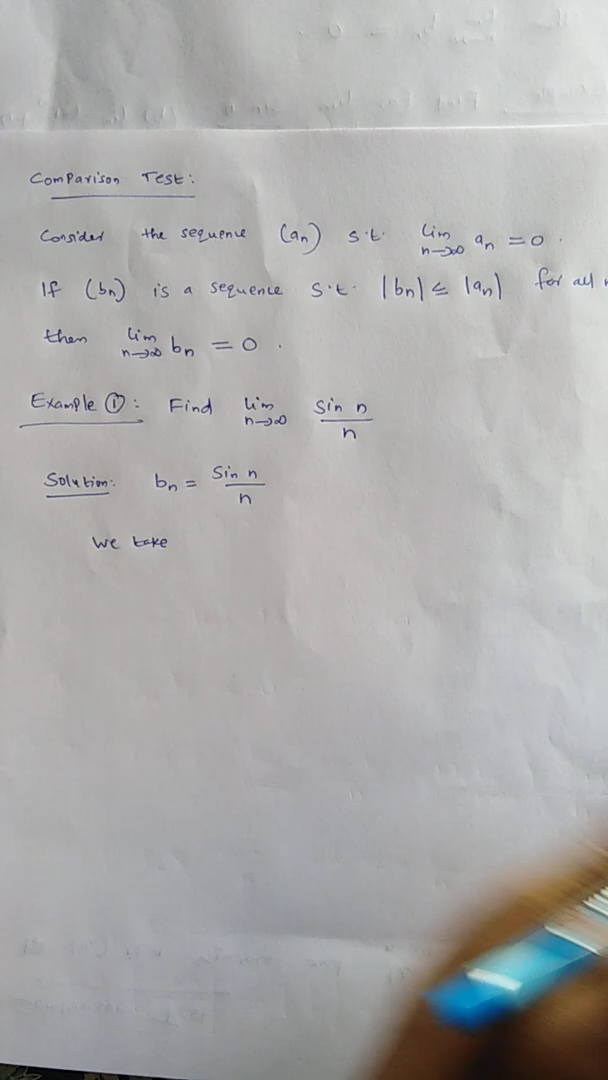 Comparison Test:
Consider the sequence (an) s.t. lim n→∞ an = 0.
If (bn) is a sequence s.t. |bn| ≤ |an| for all n
then lim n→∞ bn = 0.
Example ①: Find lim n→∞ Sin n / n
Solution: bn = Sin n / n
We take